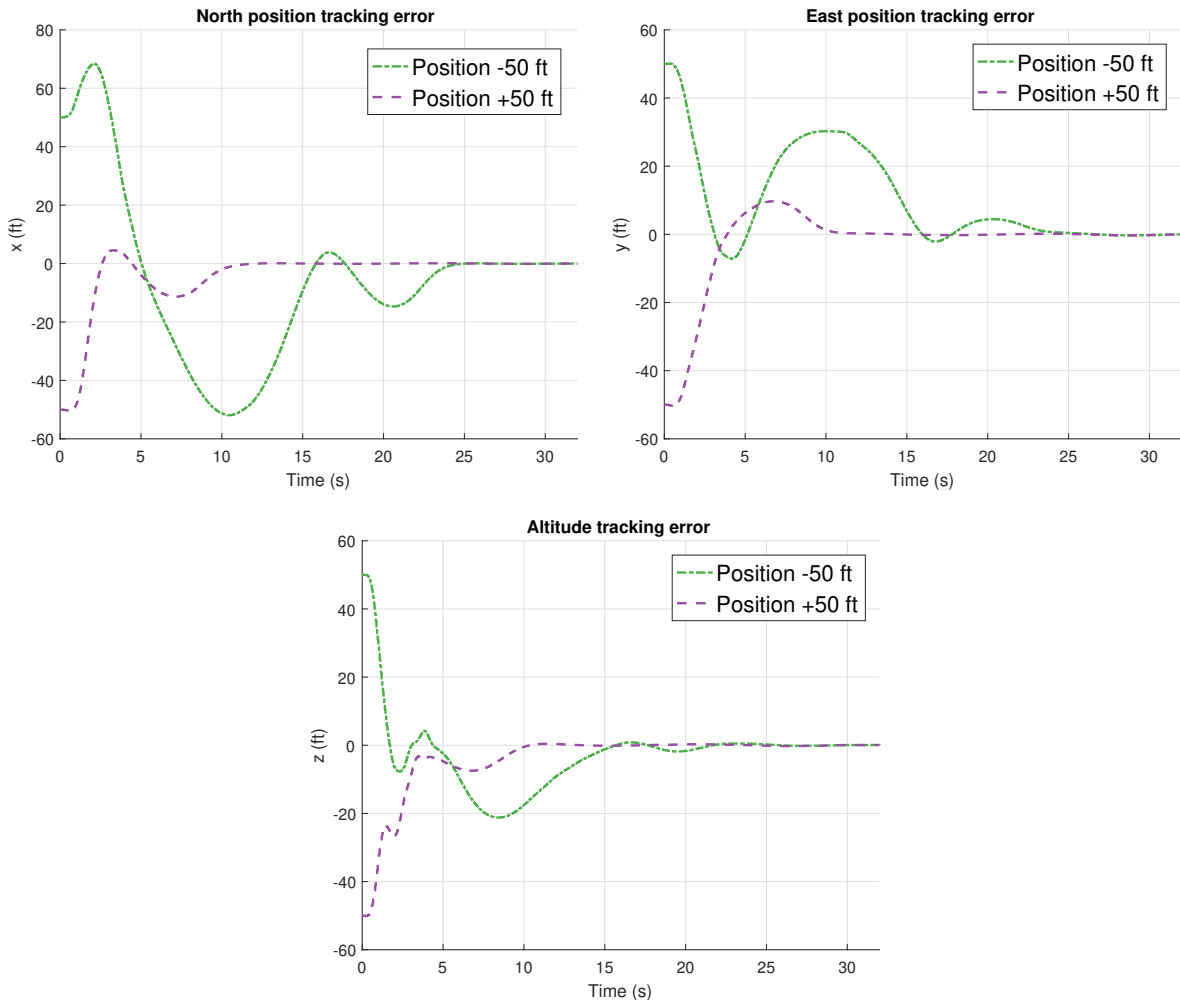 North position tracking error
80
60
40
20
0
-20
-40
-60
x (ft)
0 5 10 15 20 25 30
Time (s)
Position -50 ft
Position +50 ft
East position tracking error
60
40
20
0
-20
-40
-60
y (ft)
0 5 10 15 20 25 30
Time (s)
Position -50 ft
Position +50 ft
Altitude tracking error
60
40
20
0
-20
-40
-60
z (ft)
0 5 10 15 20 25 30
Time (s)
Position -50 ft
Position +50 ft